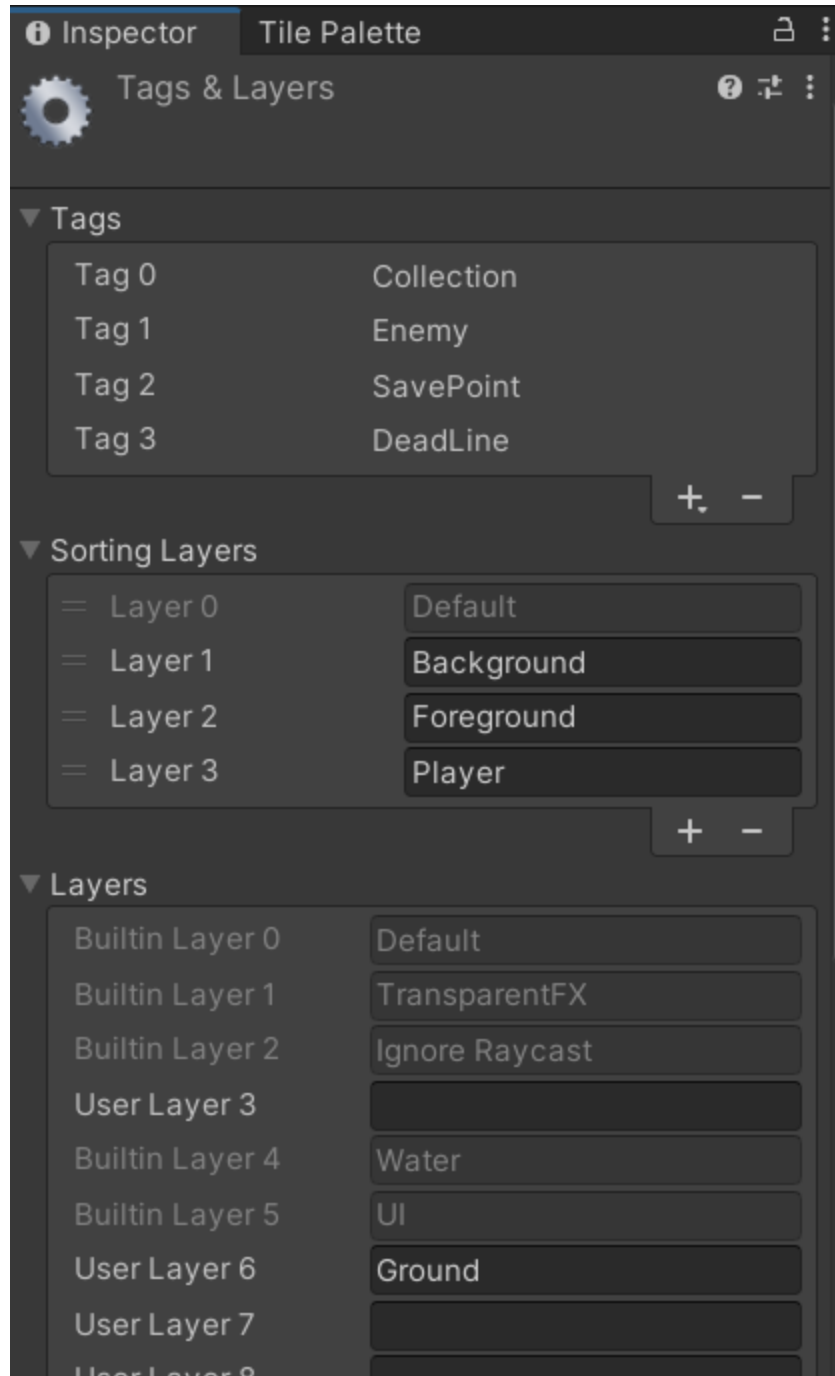 Inspector Tile Palette
Tags & Layers
Tags
Tag 0 Collection
Tag 1 Enemy
Tag 2 SavePoint
Tag 3 DeadLine
Sorting Layers
Layer 0 Default
Layer 1 Background
Layer 2 Foreground
Layer 3 Player
Layers
Builtin Layer 0 Default
Builtin Layer 1 TransparentFX
Builtin Layer 2 Ignore Raycast
User Layer 3
Builtin Layer 4 Water
Builtin Layer 5 UI
User Layer 6 Ground
User Layer 7
User Layer 8